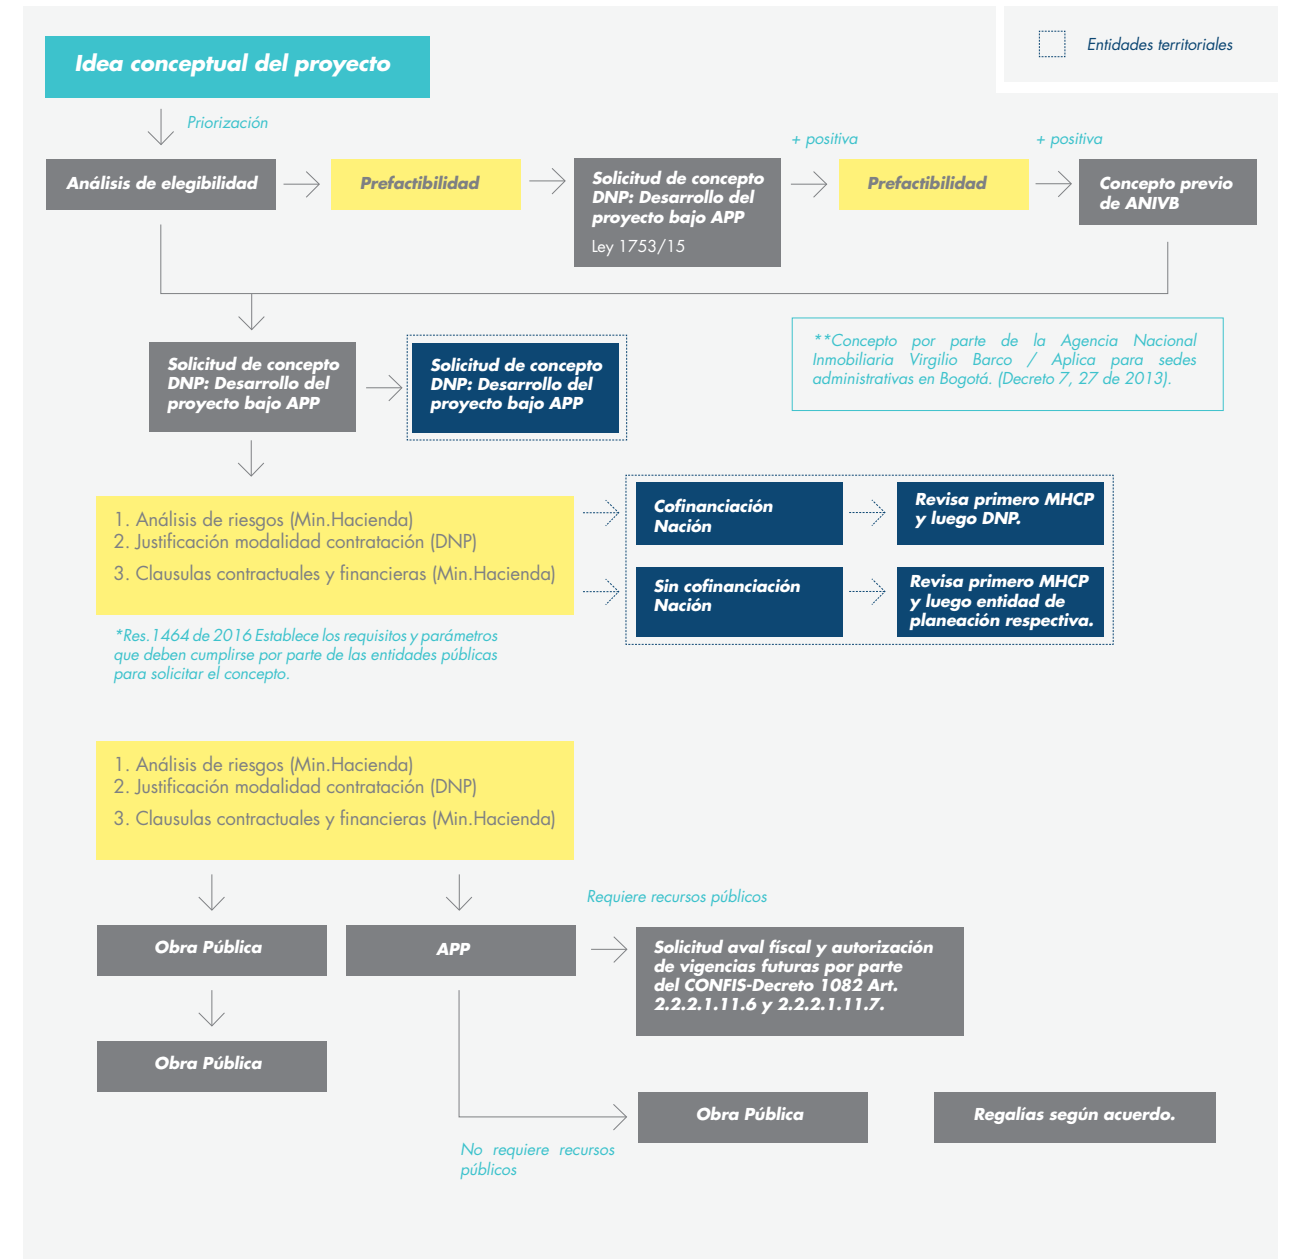 Entidades territoriales
Idea conceptual del proyecto
Priorización
+ positiva
+ positiva
Análisis de elegibilidad
Prefactibilidad
Solicitud de concepto
DNP: Desarrollo del
proyecto bajo APP
Ley 1753/15
Prefactibilidad
Concepto previo
de ANIVB
**Concepto por parte de la Agencia Nacional
Inmobiliaria Virgilio Barco / Aplica para sedes
administrativas en Bogotá. (Decreto 7, 27 de 2013).
Solicitud de concepto
DNP: Desarrollo del
proyecto bajo APP
Solicitud de concepto
DNP: Desarrollo del
proyecto bajo APP
1. Análisis de riesgos (Min.Hacienda)
2. Justificación modalidad contratación (DNP)
3. Clausulas contractuales y financieras (Min.Hacienda)
Cofinanciación
Nación
Revisa primero MHCP
y luego DNP.
Sin cofinanciación
Nación
Revisa primero MHCP
y luego entidad de
planeación respectiva.
*Res.1464 de 2016 Establece los requisitos y parámetros
que deben cumplirse por parte de las entidades públicas
para solicitar el concepto.
1. Análisis de riesgos (Min.Hacienda)
2. Justificación modalidad contratación (DNP)
3. Clausulas contractuales y financieras (Min.Hacienda)
Requiere recursos públicos
Obra Pública
APP
Solicitud aval físcal y autorización
de vigencias futuras por parte
del CONFIS-Decreto 1082 Art.
2.2.2.1.11.6 y 2.2.2.1.11.7.
Obra Pública
Obra Pública
Regalías según acuerdo.
No requiere recursos
públicos